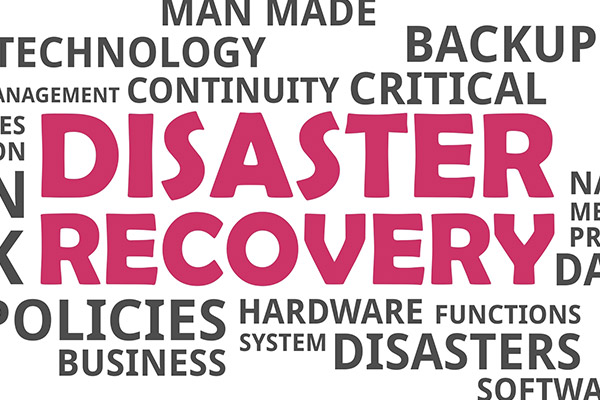 MAN MADE
TECHNOLOGY
BACKUP
ANAGEMENT CONTINUITY CRITICAL
ES
ON
DISASTER
N
NA
ME
RECOVERY
K
PR
DA
POLICIES
HARDWARE FUNCTIONS
SYSTEM DISASTERS
BUSINESS
SOFTWA